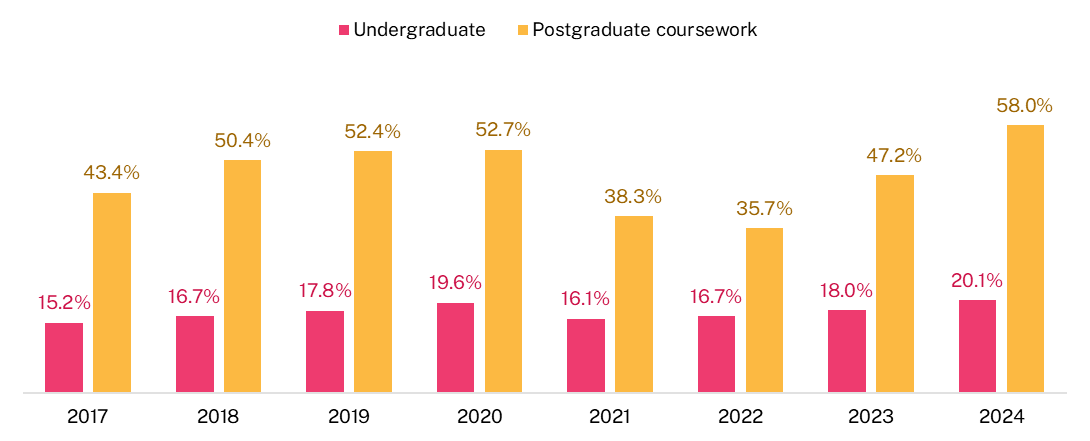 Undergraduate Postgraduate coursework
58.0%
52.4% 52.7%
50.4%
47.2%
43.4%
38.3%
35.7%
19.6% 20.1%
15.2% 16.7% 17.8% 16.1% 16.7% 18.0%
2017 2018 2019 2020 2021 2022 2023 2024